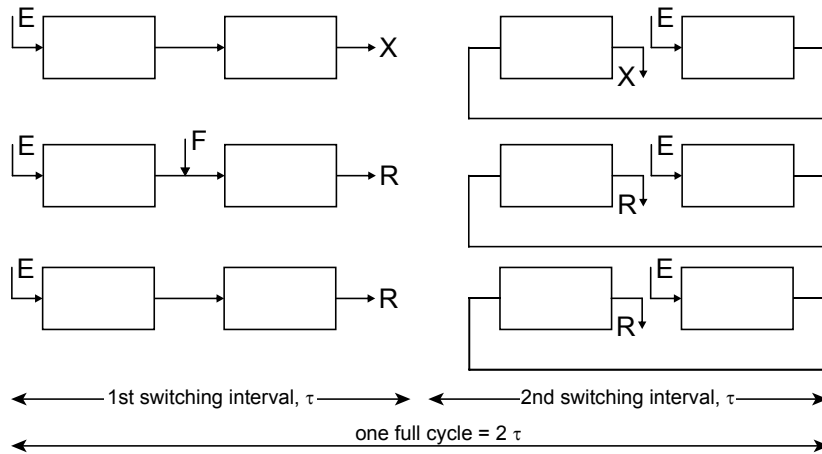 E
X
E
X
E
F
R
E
R
E
R
E
R
1st switching interval, τ
2nd switching interval, τ
one full cycle = 2 τ